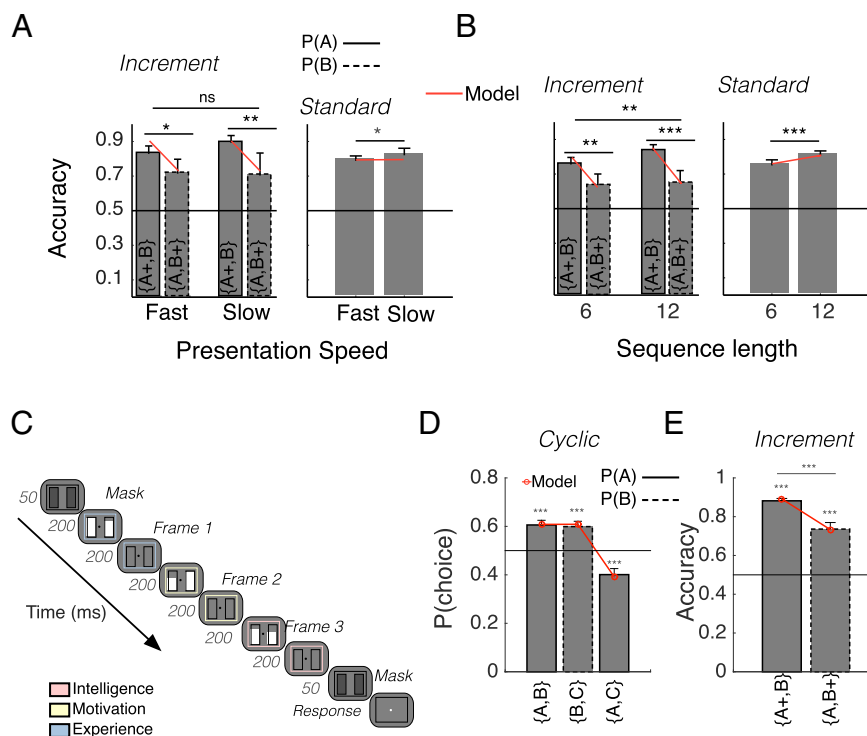 A
Increment
P(A)
P(B)
Standard
Model
ns
*
**
*
Accuracy
0.9
0.7
0.5
0.3
0.1
{A+,B}
{A,B+}
{A+,B}
{A,B+}
Fast
Slow
Fast Slow
Presentation Speed
B
Increment
Standard
**
**
***
***
{A+,B}
{A,B+}
{A+,B}
{A,B+}
6
12
6
12
Sequence length
C
50
Mask
200
Frame 1
200
200
Frame 2
200
200
Frame 3
200
50
Mask
Response
Time (ms)
Intelligence
Motivation
Experience
D
Cyclic
Model
P(A)
P(B)
P(choice)
0.8
0.6
0.4
0.2
0
***
***
***
{A,B}
{B,C}
{A,C}
E
Increment
Accuracy
1
0.8
0.6
0.4
0.2
0
***
***
***
{A+,B}
{A,B+}